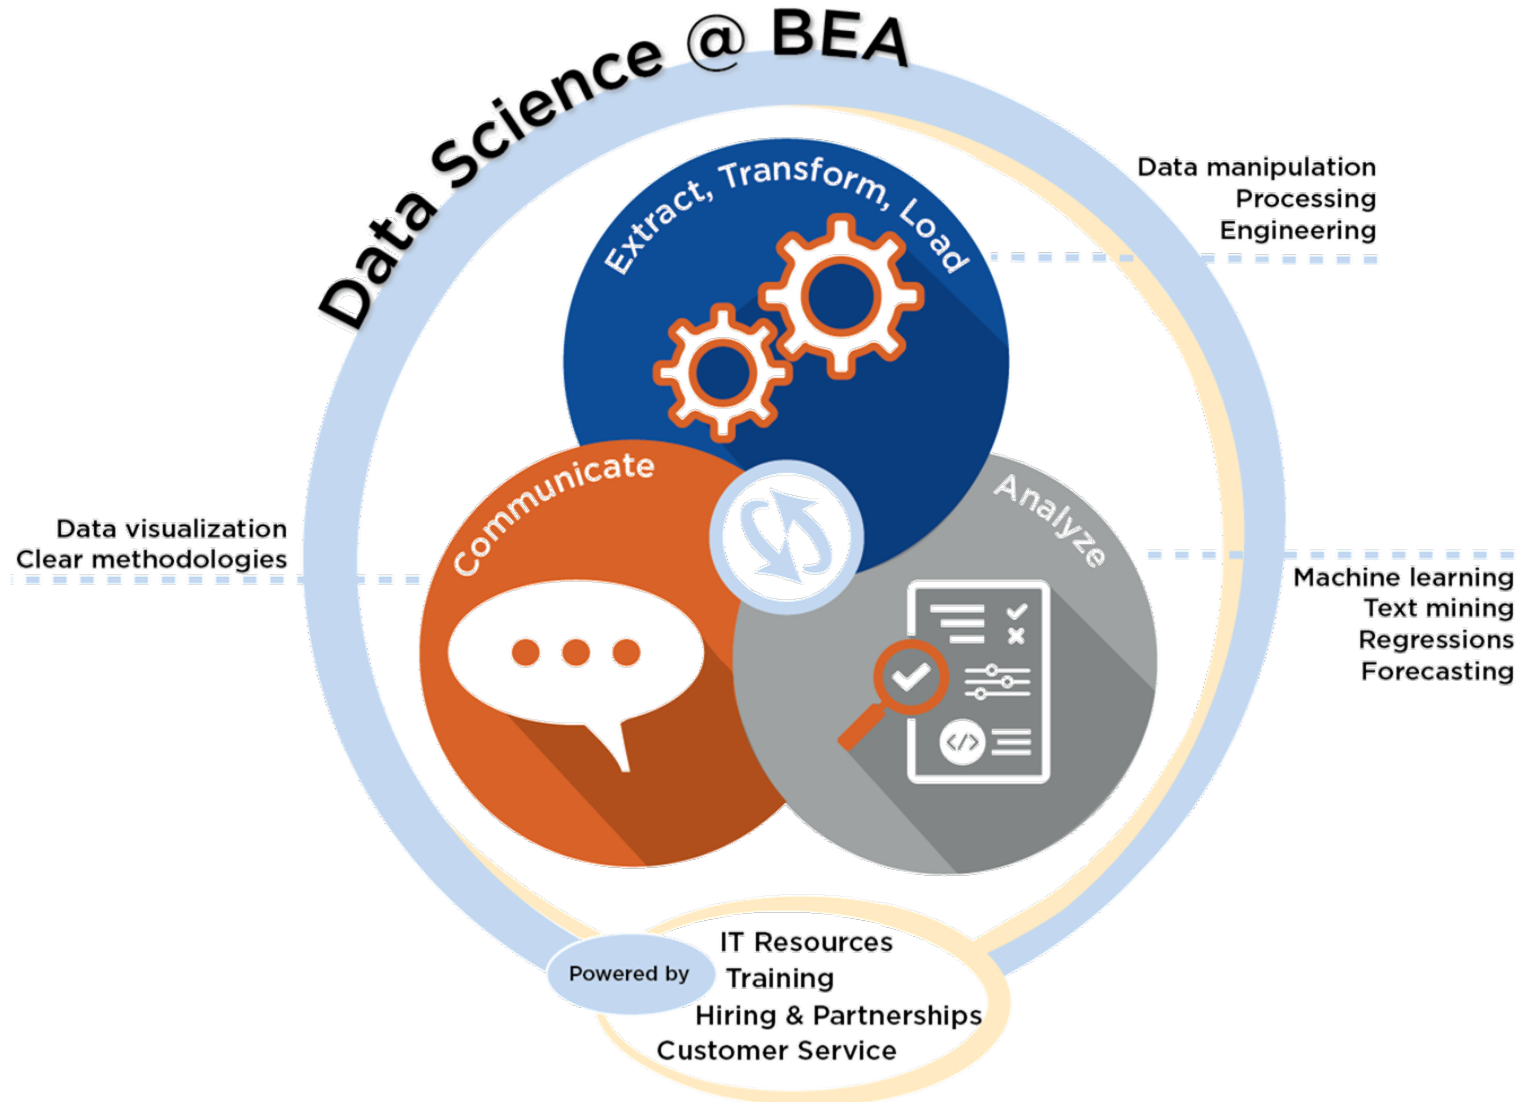 Data Science @ BEA
Extract, Transform, Load
Data manipulation
Processing
Engineering
Communicate
Analyze
Data visualization
Clear methodologies
Machine learning
Text mining
Regressions
Forecasting
</>
Powered by
IT Resources
Training
Hiring & Partnerships
Customer Service